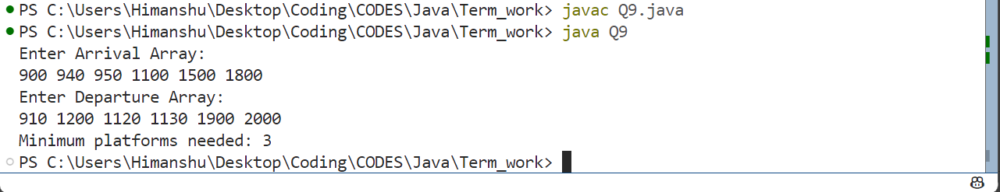 PS C:\Users\Himanshu\Desktop\Coding\CODES\Java\Term_work> javac Q9.java
PS C:\Users\Himanshu\Desktop\Coding\CODES\Java\Term_work> java Q9
Enter Arrival Array:
900 940 950 1100 1500 1800
Enter Departure Array:
910 1200 1120 1130 1900 2000
Minimum platforms needed: 3
PS C:\Users\Himanshu\Desktop\Coding\CODES\Java\Term_work>